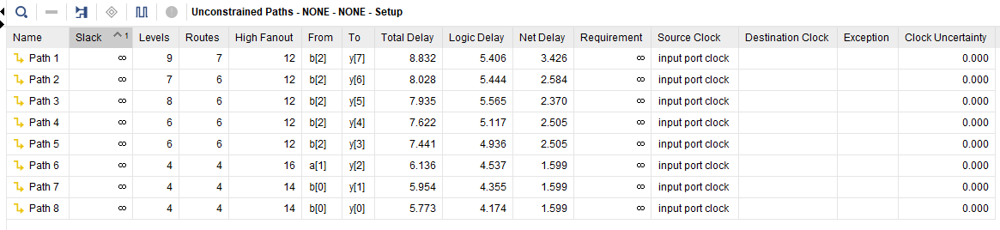 Unconstrained Paths - NONE - NONE - Setup
Name Slack 1 Levels Routes High Fanout From To Total Delay Logic Delay Net Delay Requirement Source Clock Destination Clock Exception Clock Uncertainty
Path 1 ∞ 9 7 12 b[2] y[7] 8.832 5.406 3.426 ∞ input port clock 0.000
Path 2 ∞ 7 6 12 b[2] y[6] 8.028 5.444 2.584 ∞ input port clock 0.000
Path 3 ∞ 8 6 12 b[2] y[5] 7.935 5.565 2.370 ∞ input port clock 0.000
Path 4 ∞ 6 6 12 b[2] y[4] 7.622 5.117 2.505 ∞ input port clock 0.000
Path 5 ∞ 6 6 12 b[2] y[3] 7.441 4.936 2.505 ∞ input port clock 0.000
Path 6 ∞ 4 4 16 a[1] y[2] 6.136 4.537 1.599 ∞ input port clock 0.000
Path 7 ∞ 4 4 14 b[0] y[1] 5.954 4.355 1.599 ∞ input port clock 0.000
Path 8 ∞ 4 4 14 b[0] y[0] 5.773 4.174 1.599 ∞ input port clock 0.000